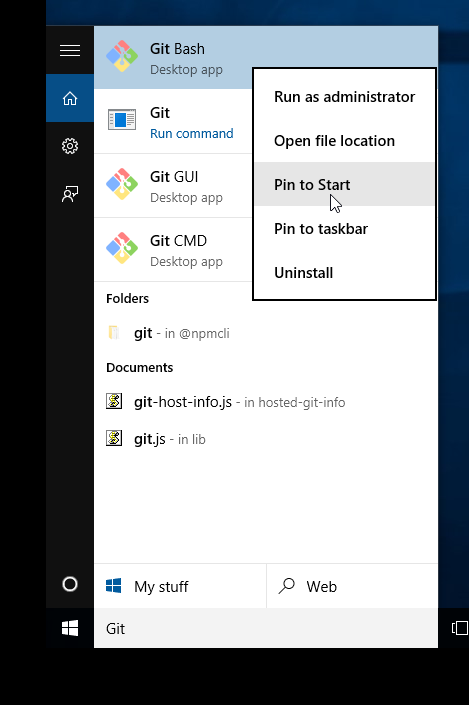 Git Bash
Desktop app
Git
Run command
Git GUI
Desktop app
Git CMD
Desktop app
Run as administrator
Open file location
Pin to Start
Pin to taskbar
Uninstall
Folders
git - in @npmcli
Documents
git-host-info.js - in hosted-git-info
git.js - in lib
My stuff
Web
Git